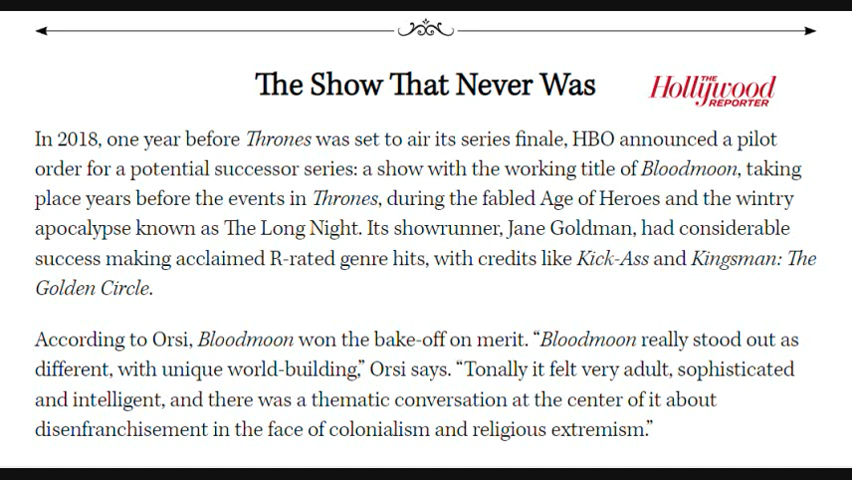 The Show That Never Was
THE
Hollywood
REPORTER
In 2018, one year before Thrones was set to air its series finale, HBO announced a pilot
order for a potential successor series: a show with the working title of Bloodmoon, taking
place years before the events in Thrones, during the fabled Age of Heroes and the wintry
apocalypse known as The Long Night. Its showrunner, Jane Goldman, had considerable
success making acclaimed R-rated genre hits, with credits like Kick-Ass and Kingsman: The
Golden Circle.
According to Orsi, Bloodmoon won the bake-off on merit. “Bloodmoon really stood out as
different, with unique world-building,” Orsi says. “Tonally it felt very adult, sophisticated
and intelligent, and there was a thematic conversation at the center of it about
disenfranchisement in the face of colonialism and religious extremism.”